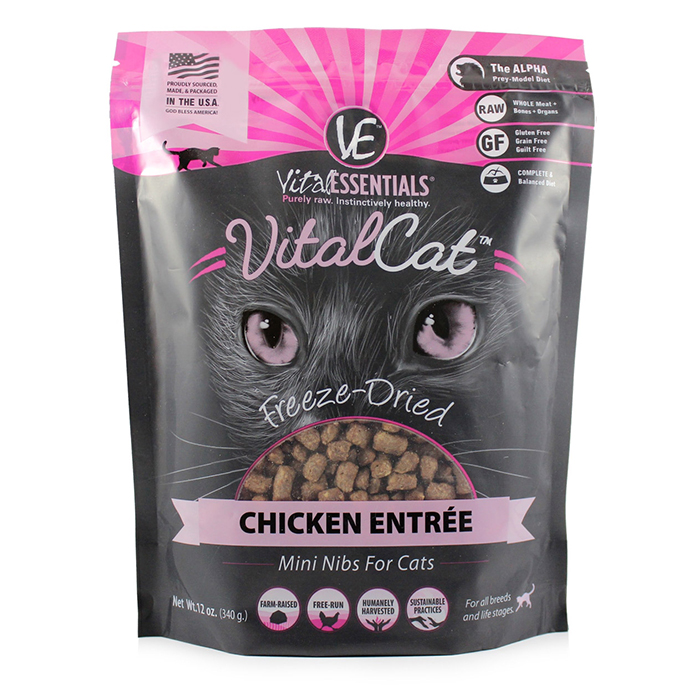 PROUDLY SOURCED,
MADE, & PACKAGED
IN THE U.S.A.
GOD BLESS AMERICA!
The ALPHA
Prey-Model Diet
RAW
WHOLE Meat +
Bones + Organs
GF
Gluten Free
Grain Free
Guilt Free
COMPLETE &
Balanced Diet
VE™
Vital ESSENTIALS®
Purely raw. Instinctively healthy.
VitalCat™
Freeze-Dried
CHICKEN ENTRÉE
Mini Nibs For Cats
Net Wt.12 oz. (340 g.)
FARM-RAISED
FREE-RUN
HUMANELY
HARVESTED
SUSTAINABLE
PRACTICES
For all breeds
and life stages.